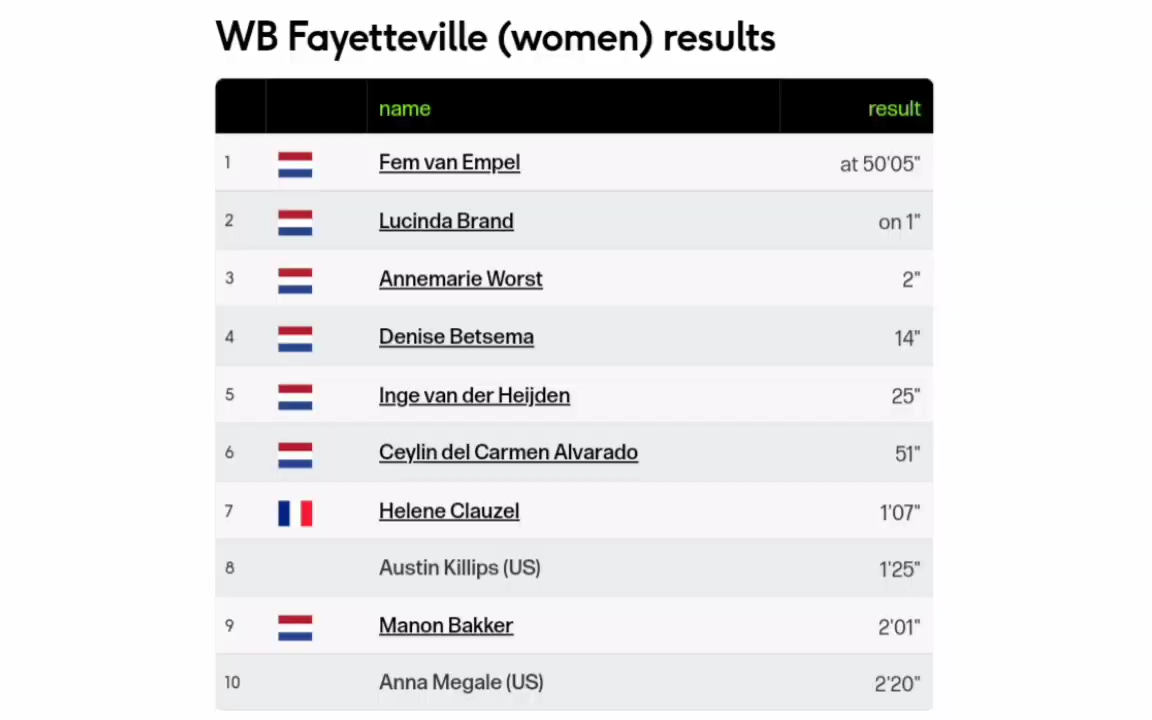 WB Fayetteville (women) results
name result
1 Fem van Empel at 50'05"
2 Lucinda Brand on 1"
3 Annemarie Worst 2"
4 Denise Betsema 14"
5 Inge van der Heijden 25"
6 Ceylin del Carmen Alvarado 51"
7 Helene Clauzel 1'07"
8 Austin Killips (US) 1'25"
9 Manon Bakker 2'01"
10 Anna Megale (US) 2'20"